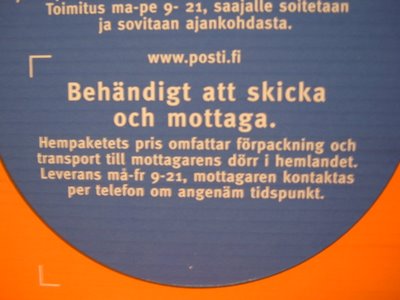 Toimitus ma-pe 9- 21, saajalle soitetaan
ja sovitaan ajankohdasta.
www.posti.fi
Behändigt att skicka
och mottaga.
Hempaketets pris omfattar förpackning och
transport till mottagarens dörr i hemlandet.
Leverans må-fr 9-21, mottagaren kontaktas
per telefon om angenäm tidspunkt.